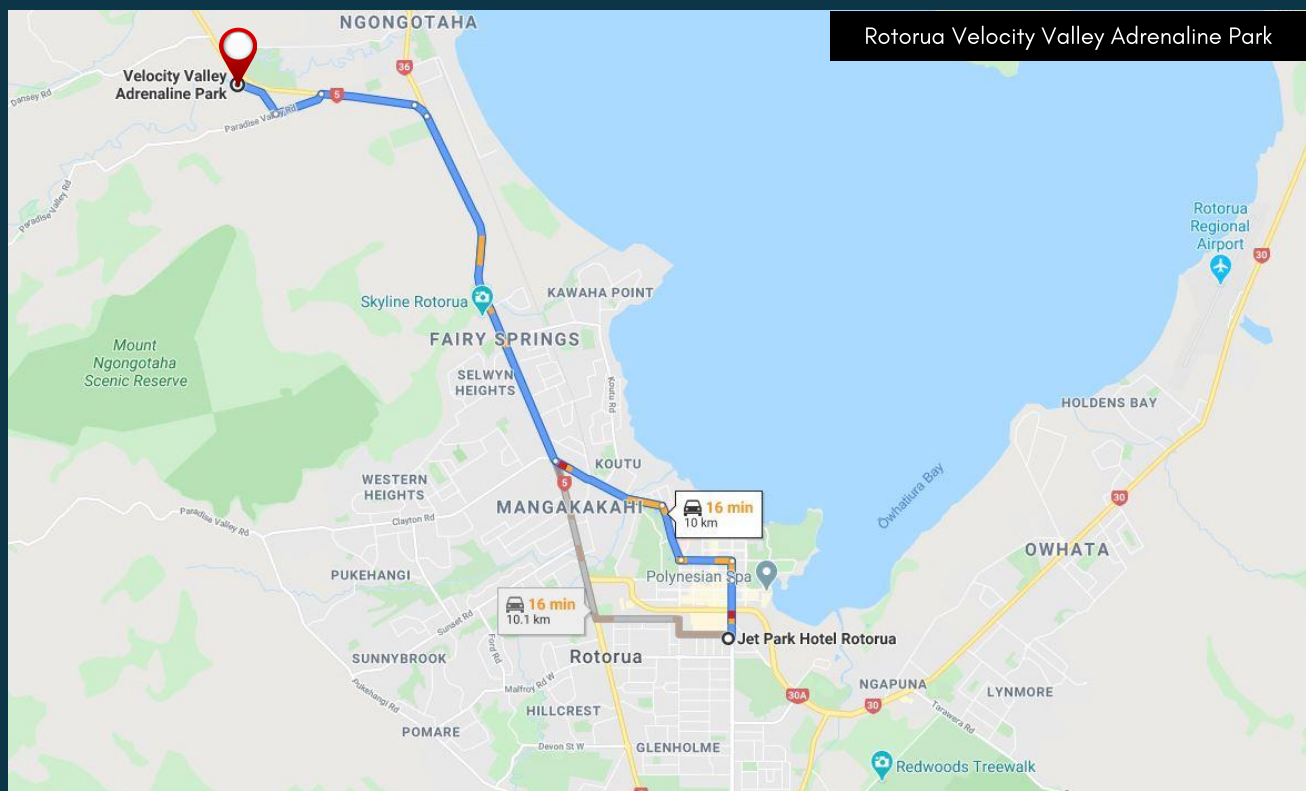 Rotorua Velocity Valley Adrenaline Park
NGONGOTAHA
36
Velocity Valley
Adrenaline Park
5
Dansey Rd
Paradise Valley Rd
Paradise Valley Rd
Rotorua
Regional
Airport
30
Skyline Rotorua
KAWAHA POINT
FAIRY SPRINGS
Mount
Ngongotaha
Scenic Reserve
SELWYN
HEIGHTS
Koutu Rd
HOLDENS BAY
KOUTU
5
WESTERN
HEIGHTS
MANGAKAKAHI
16 min
10 km
Ōwhatiura Bay
30
Paradise Valley Rd
Clayton Rd
OWHATA
PUKEHANGI
Polynesian Spa
16 min
10.1 km
Sunset Rd
Ford Rd
Jet Park Hotel Rotorua
SUNNYBROOK
Rotorua
Pukehangi Rd
Malfroy Rd W
30A
NGAPUNA
30
LYNMORE
Tarawera Rd
HILLCREST
POMARE
Devon St W
GLENHOLME
Redwoods Treewalk